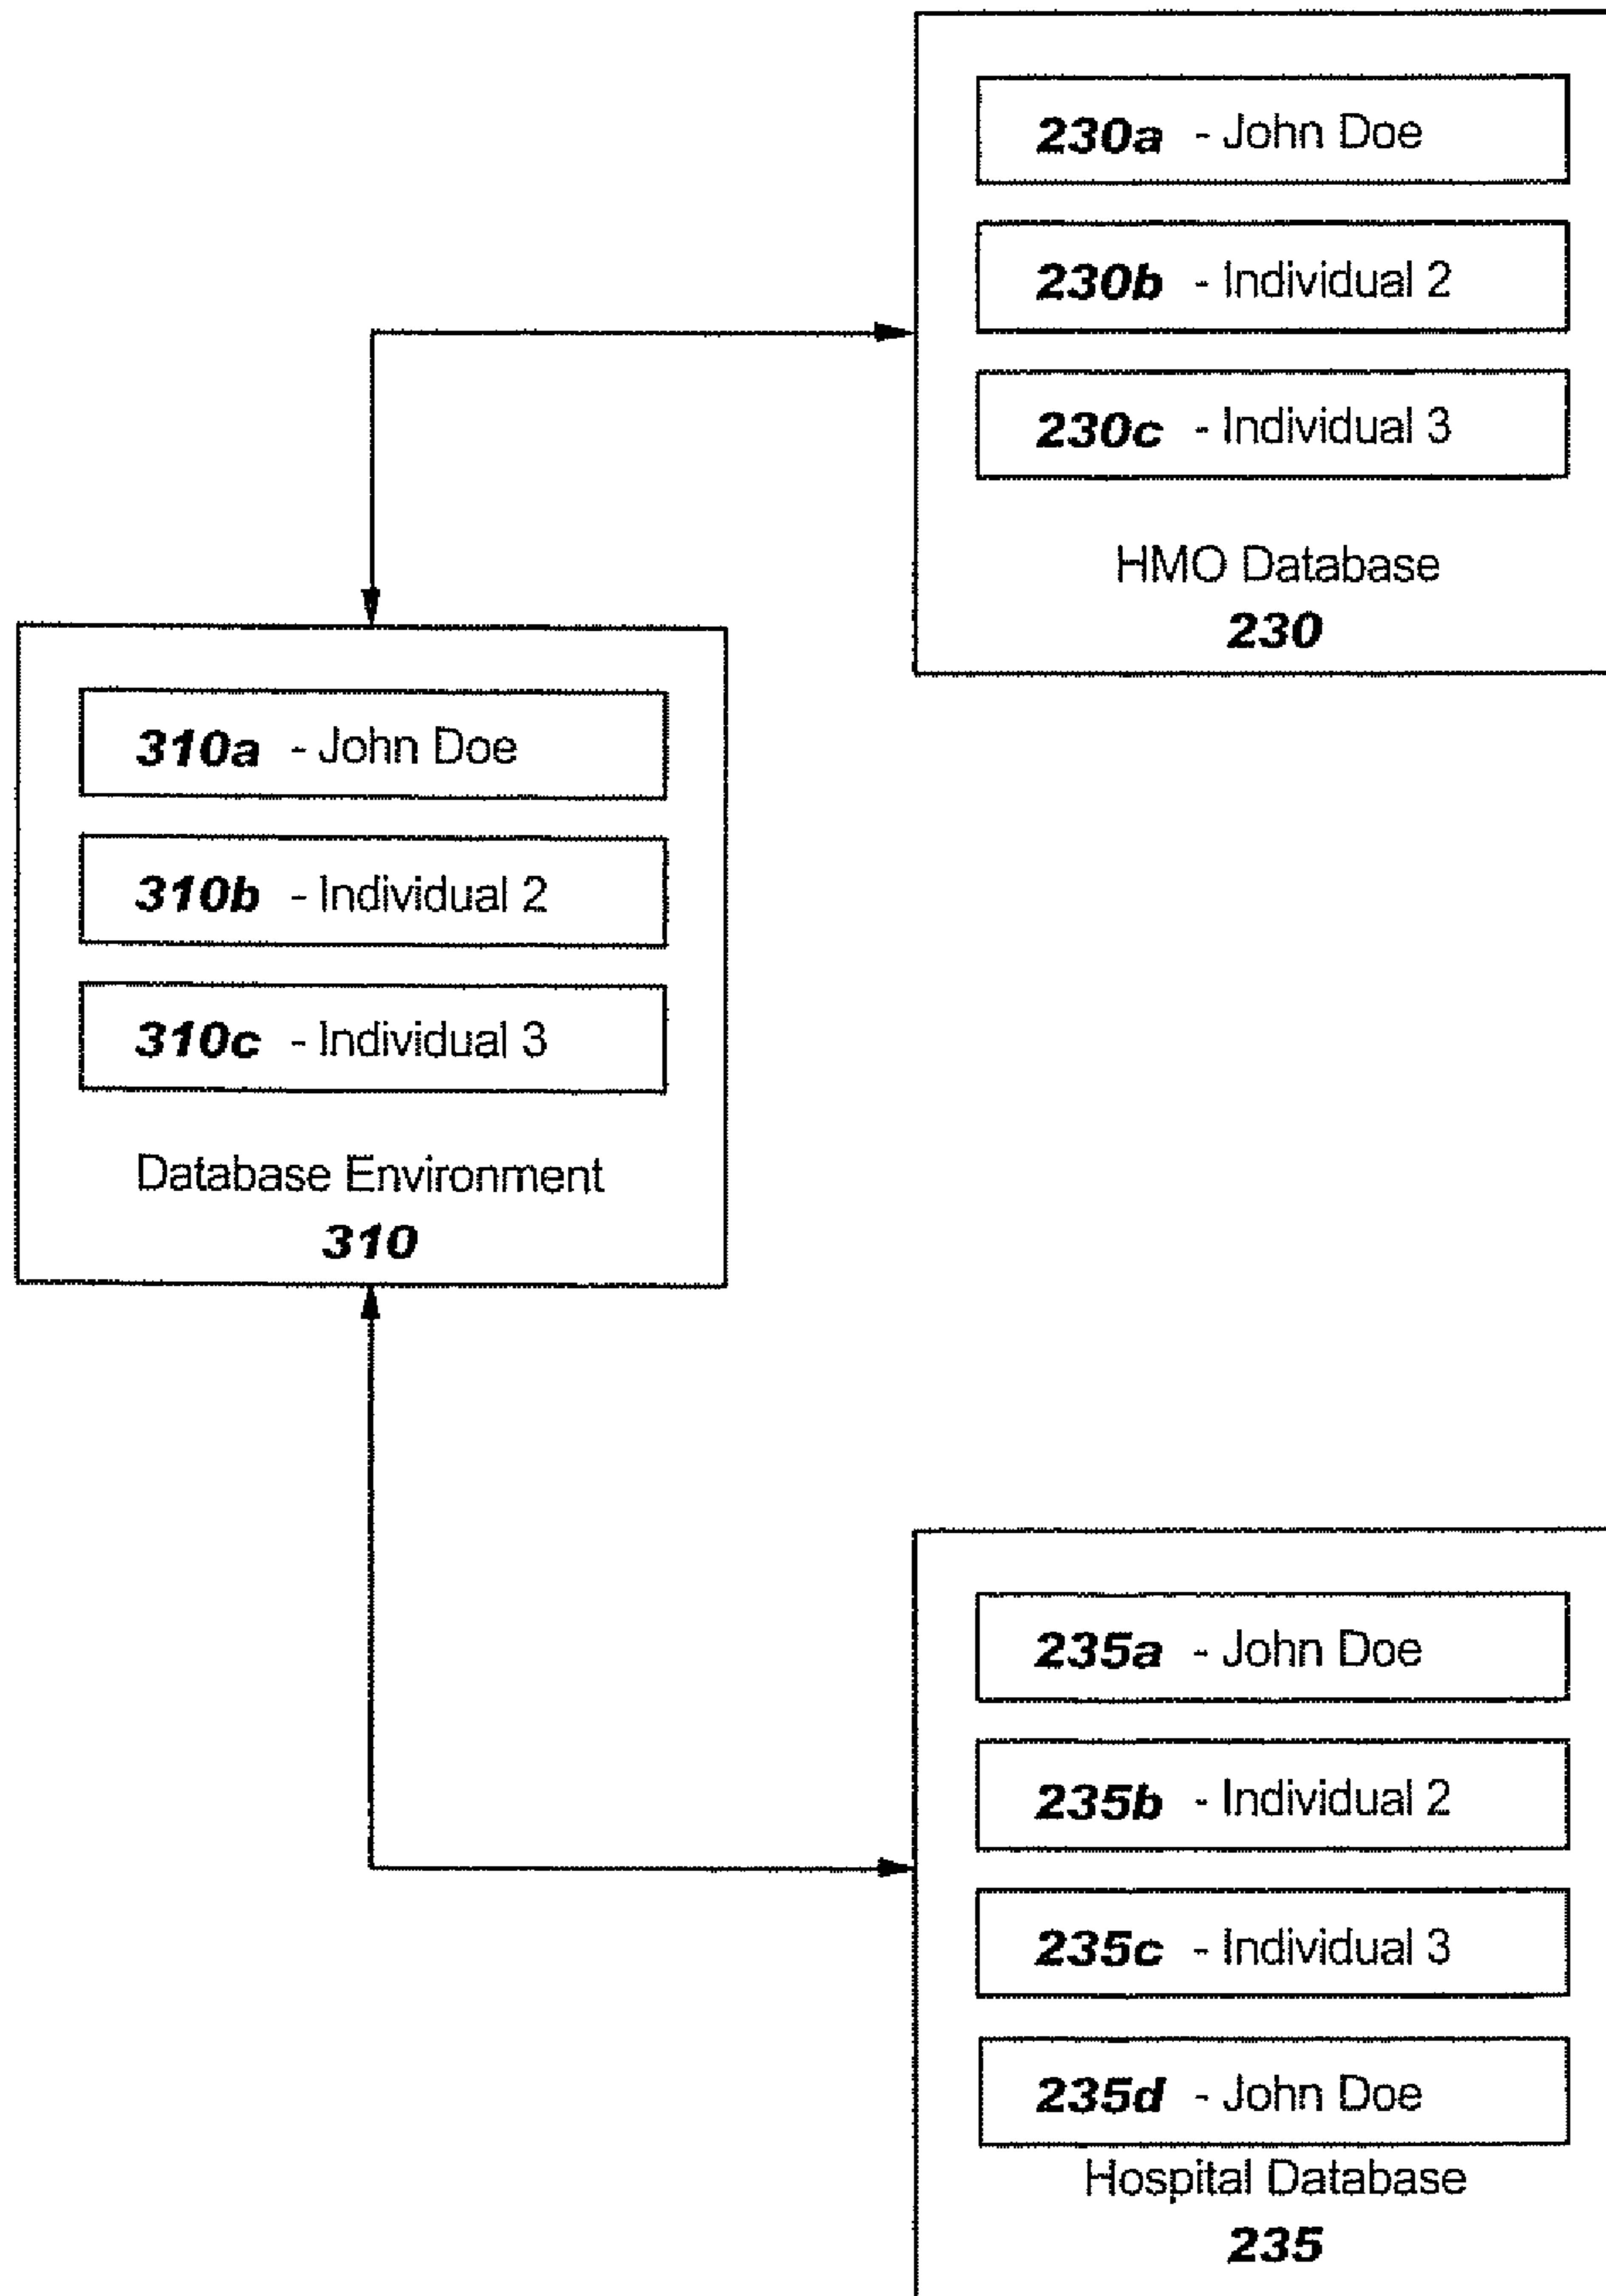 230a - John Doe
230b - Individual 2
230c - Individual 3
HMO Database
230
310a - John Doe
310b - Individual 2
310c - Individual 3
Database Environment
310
235a - John Doe
235b - Individual 2
235c - Individual 3
235d - John Doe
Hospital Database
235